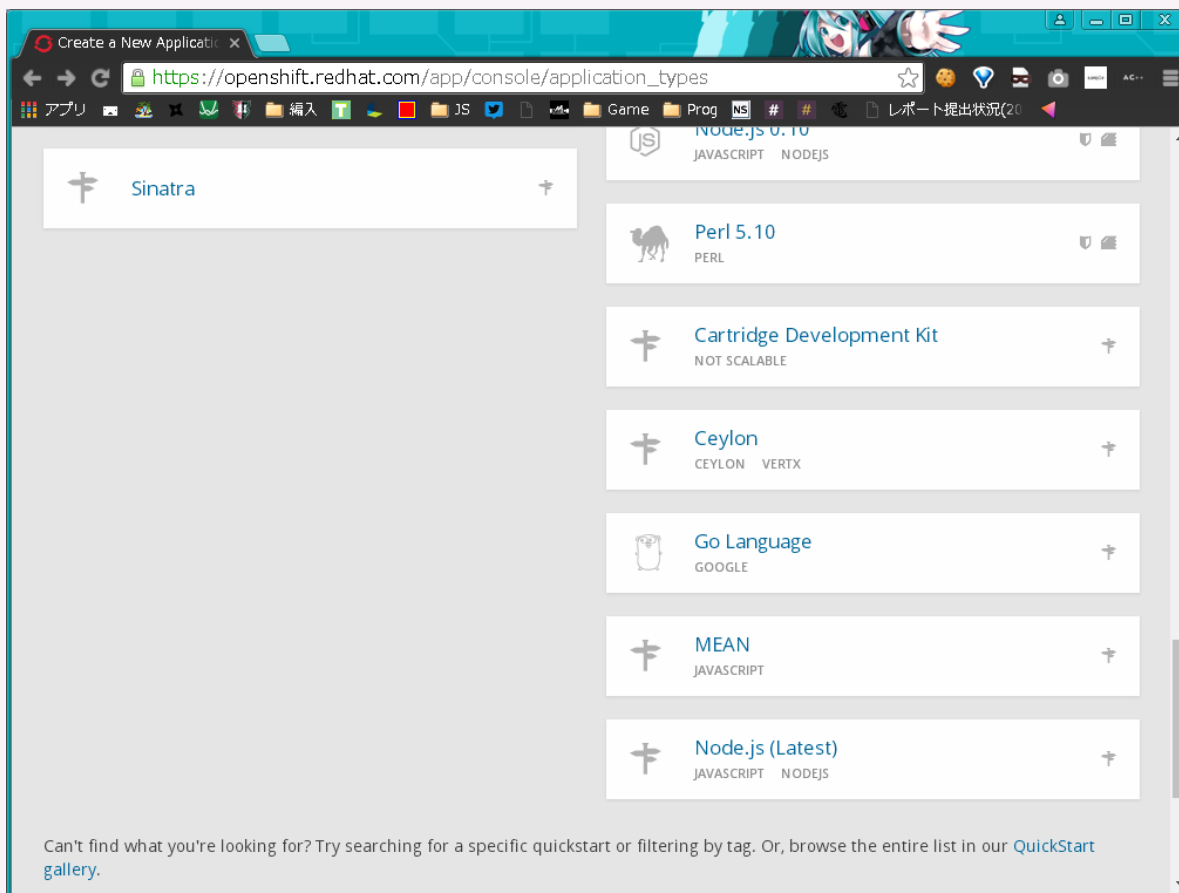 Create a New Applicatio
https://openshift.redhat.com/app/console/application_types
アプリ
編入
T
JS
Game
Prog
NS
#
#
レポート提出状況(20
Sinatra
Node.js 0.10
JAVASCRIPT NODEJS
Perl 5.10
PERL
Cartridge Development Kit
NOT SCALABLE
Ceylon
CEYLON VERTX
Go Language
GOOGLE
MEAN
JAVASCRIPT
Node.js (Latest)
JAVASCRIPT NODEJS
Can't find what you're looking for? Try searching for a specific quickstart or filtering by tag. Or, browse the entire list in our QuickStart
gallery.